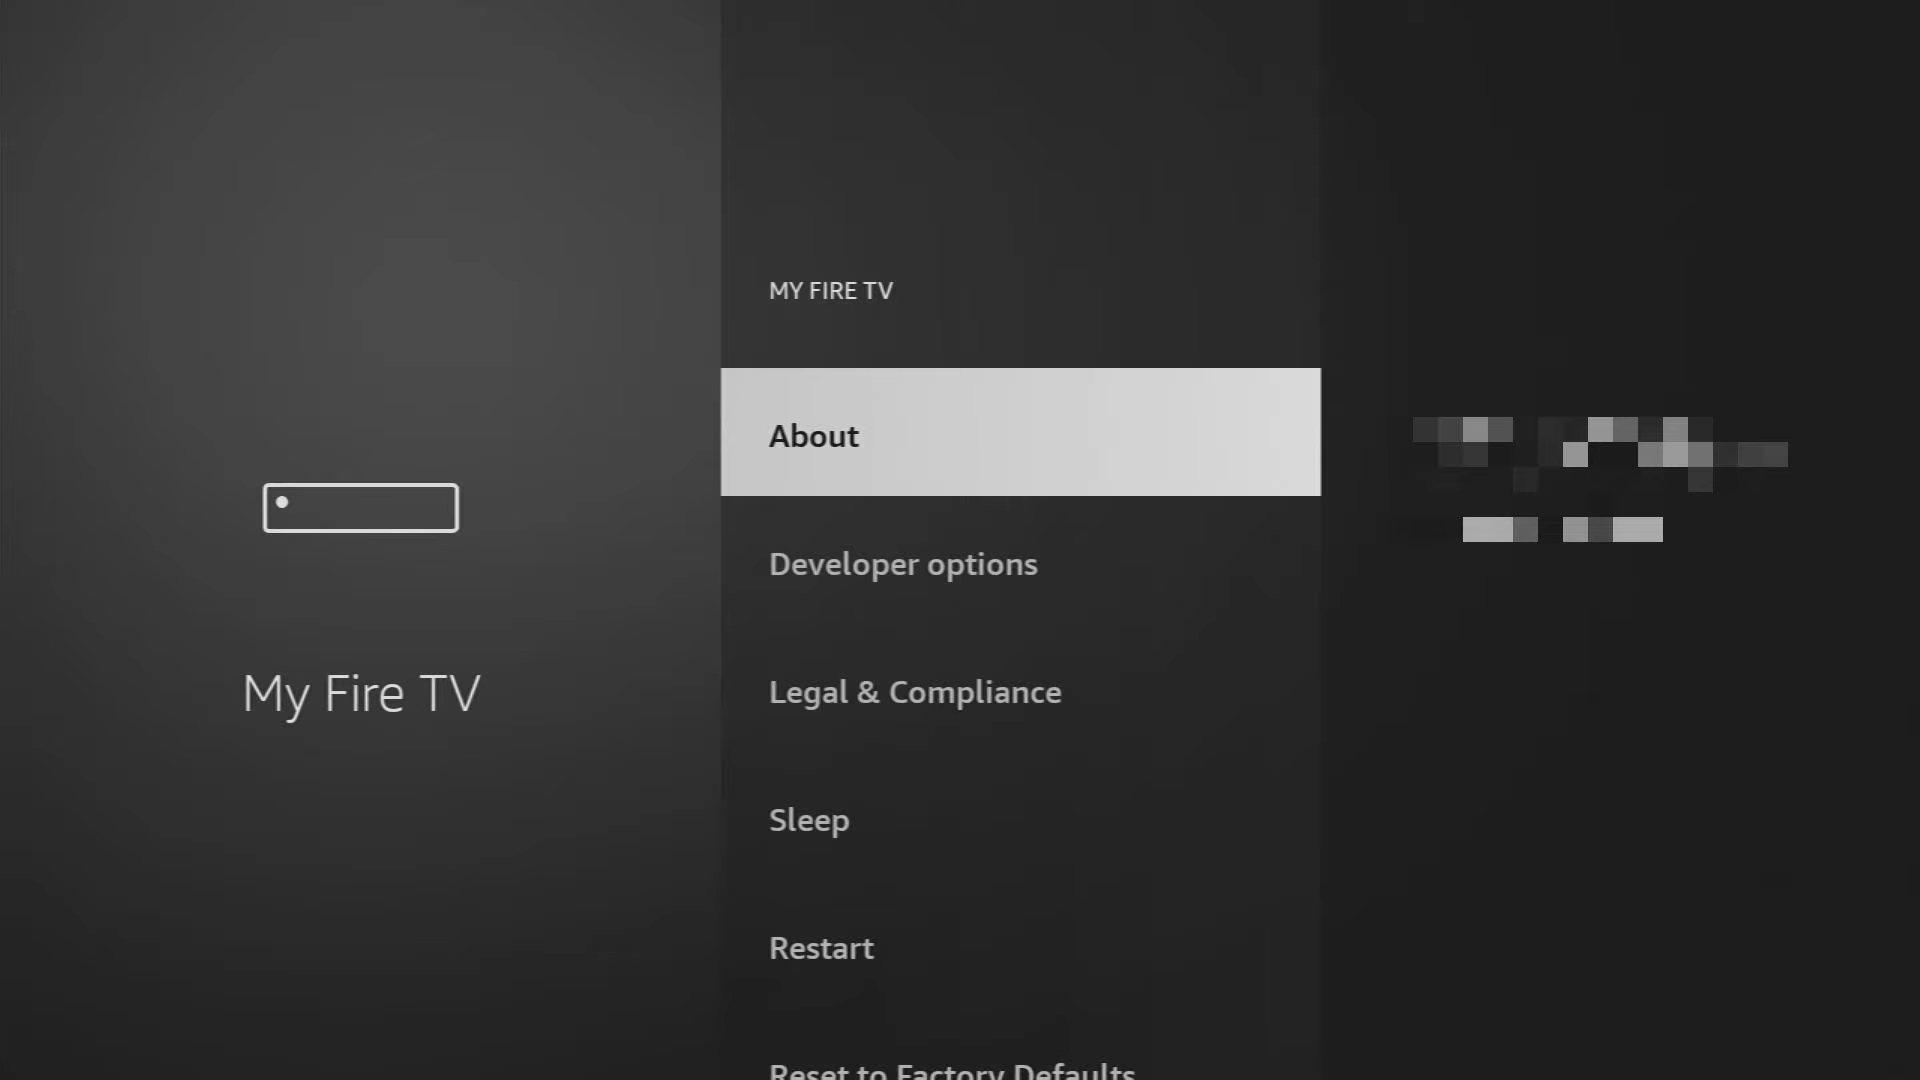 MY FIRE TV
About
Developer options
Legal & Compliance
Sleep
Restart
Reset to Factory Defaults
My Fire TV